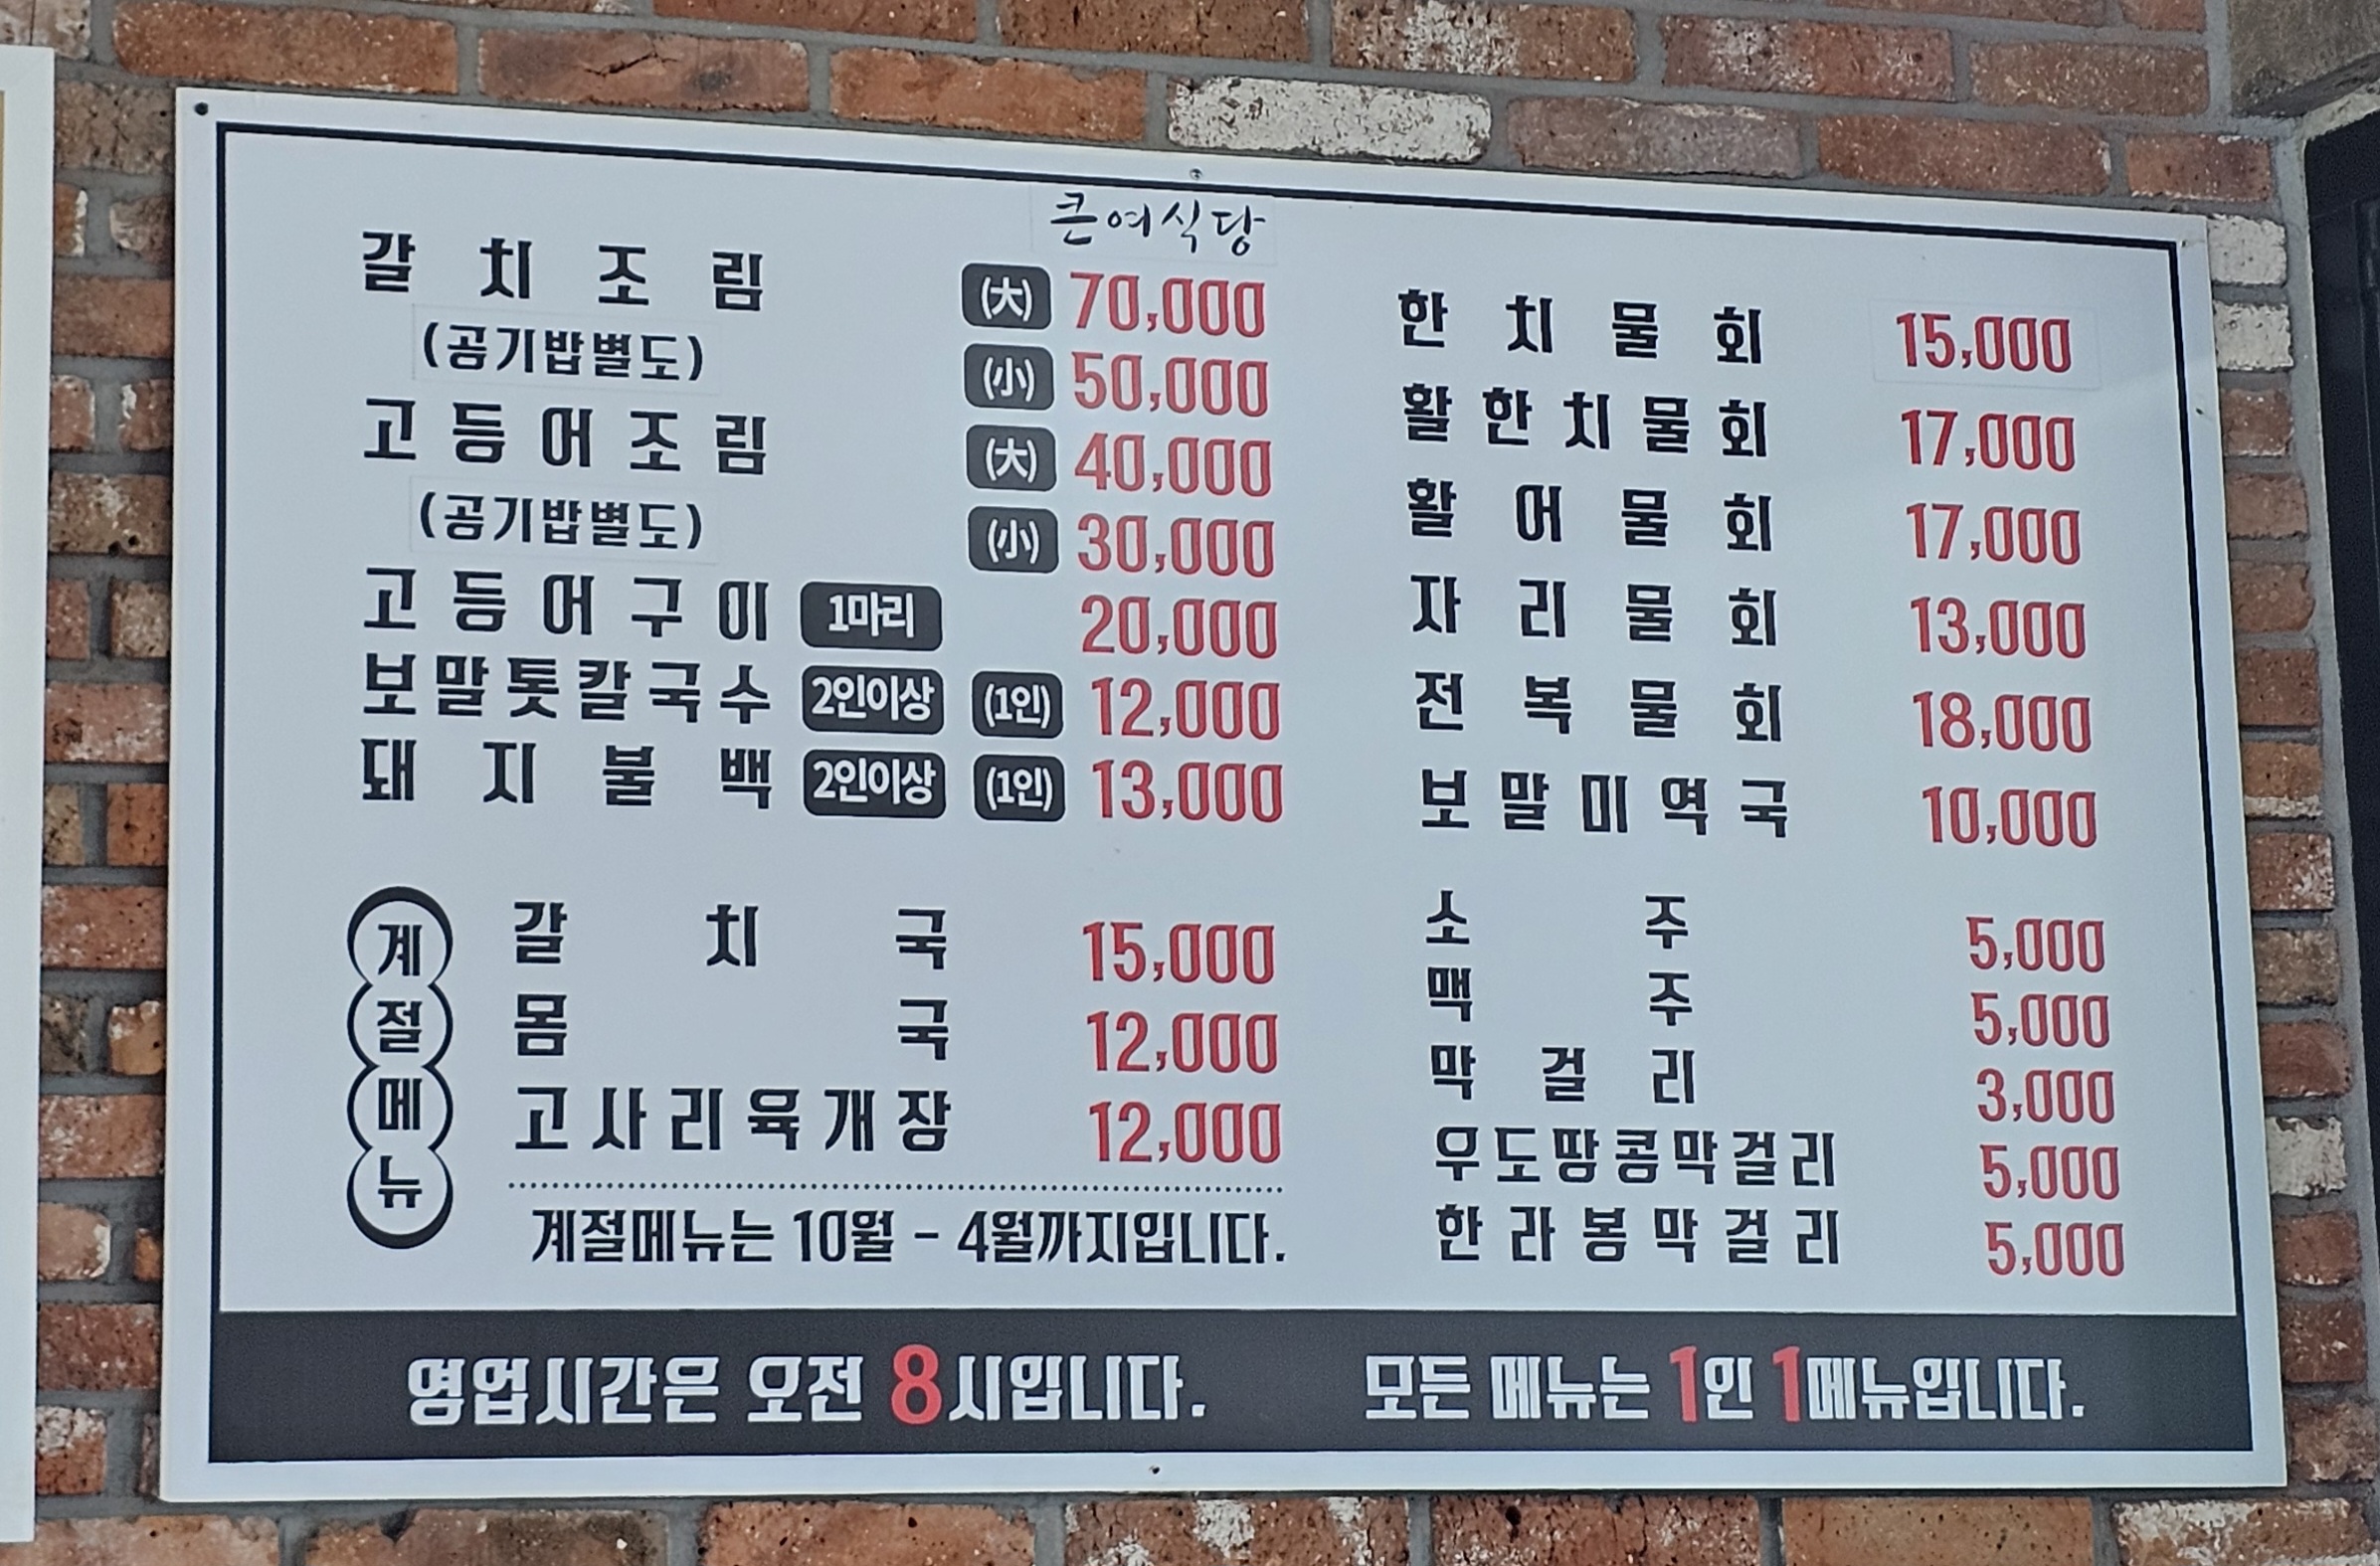 큰여식당
갈치조림 (大) 70,000
(공기밥별도) (小) 50,000
고등어조림 (大) 40,000
(공기밥별도) (小) 30,000
고등어구이 1마리 20,000
보말톳칼국수 2인이상 (1인) 12,000
돼지불백 2인이상 (1인) 13,000
계절메뉴
갈치국 15,000
몸국 12,000
고사리육개장 12,000
계절메뉴는 10월 - 4월까지입니다.
한치물회 15,000
활한치물회 17,000
활어물회 17,000
자리물회 13,000
전복물회 18,000
보말미역국 10,000
소주 5,000
맥주 5,000
막걸리 3,000
우도땅콩막걸리 5,000
한라봉막걸리 5,000
영업시간은 오전 8시입니다.
모든 메뉴는 1인 1메뉴입니다.